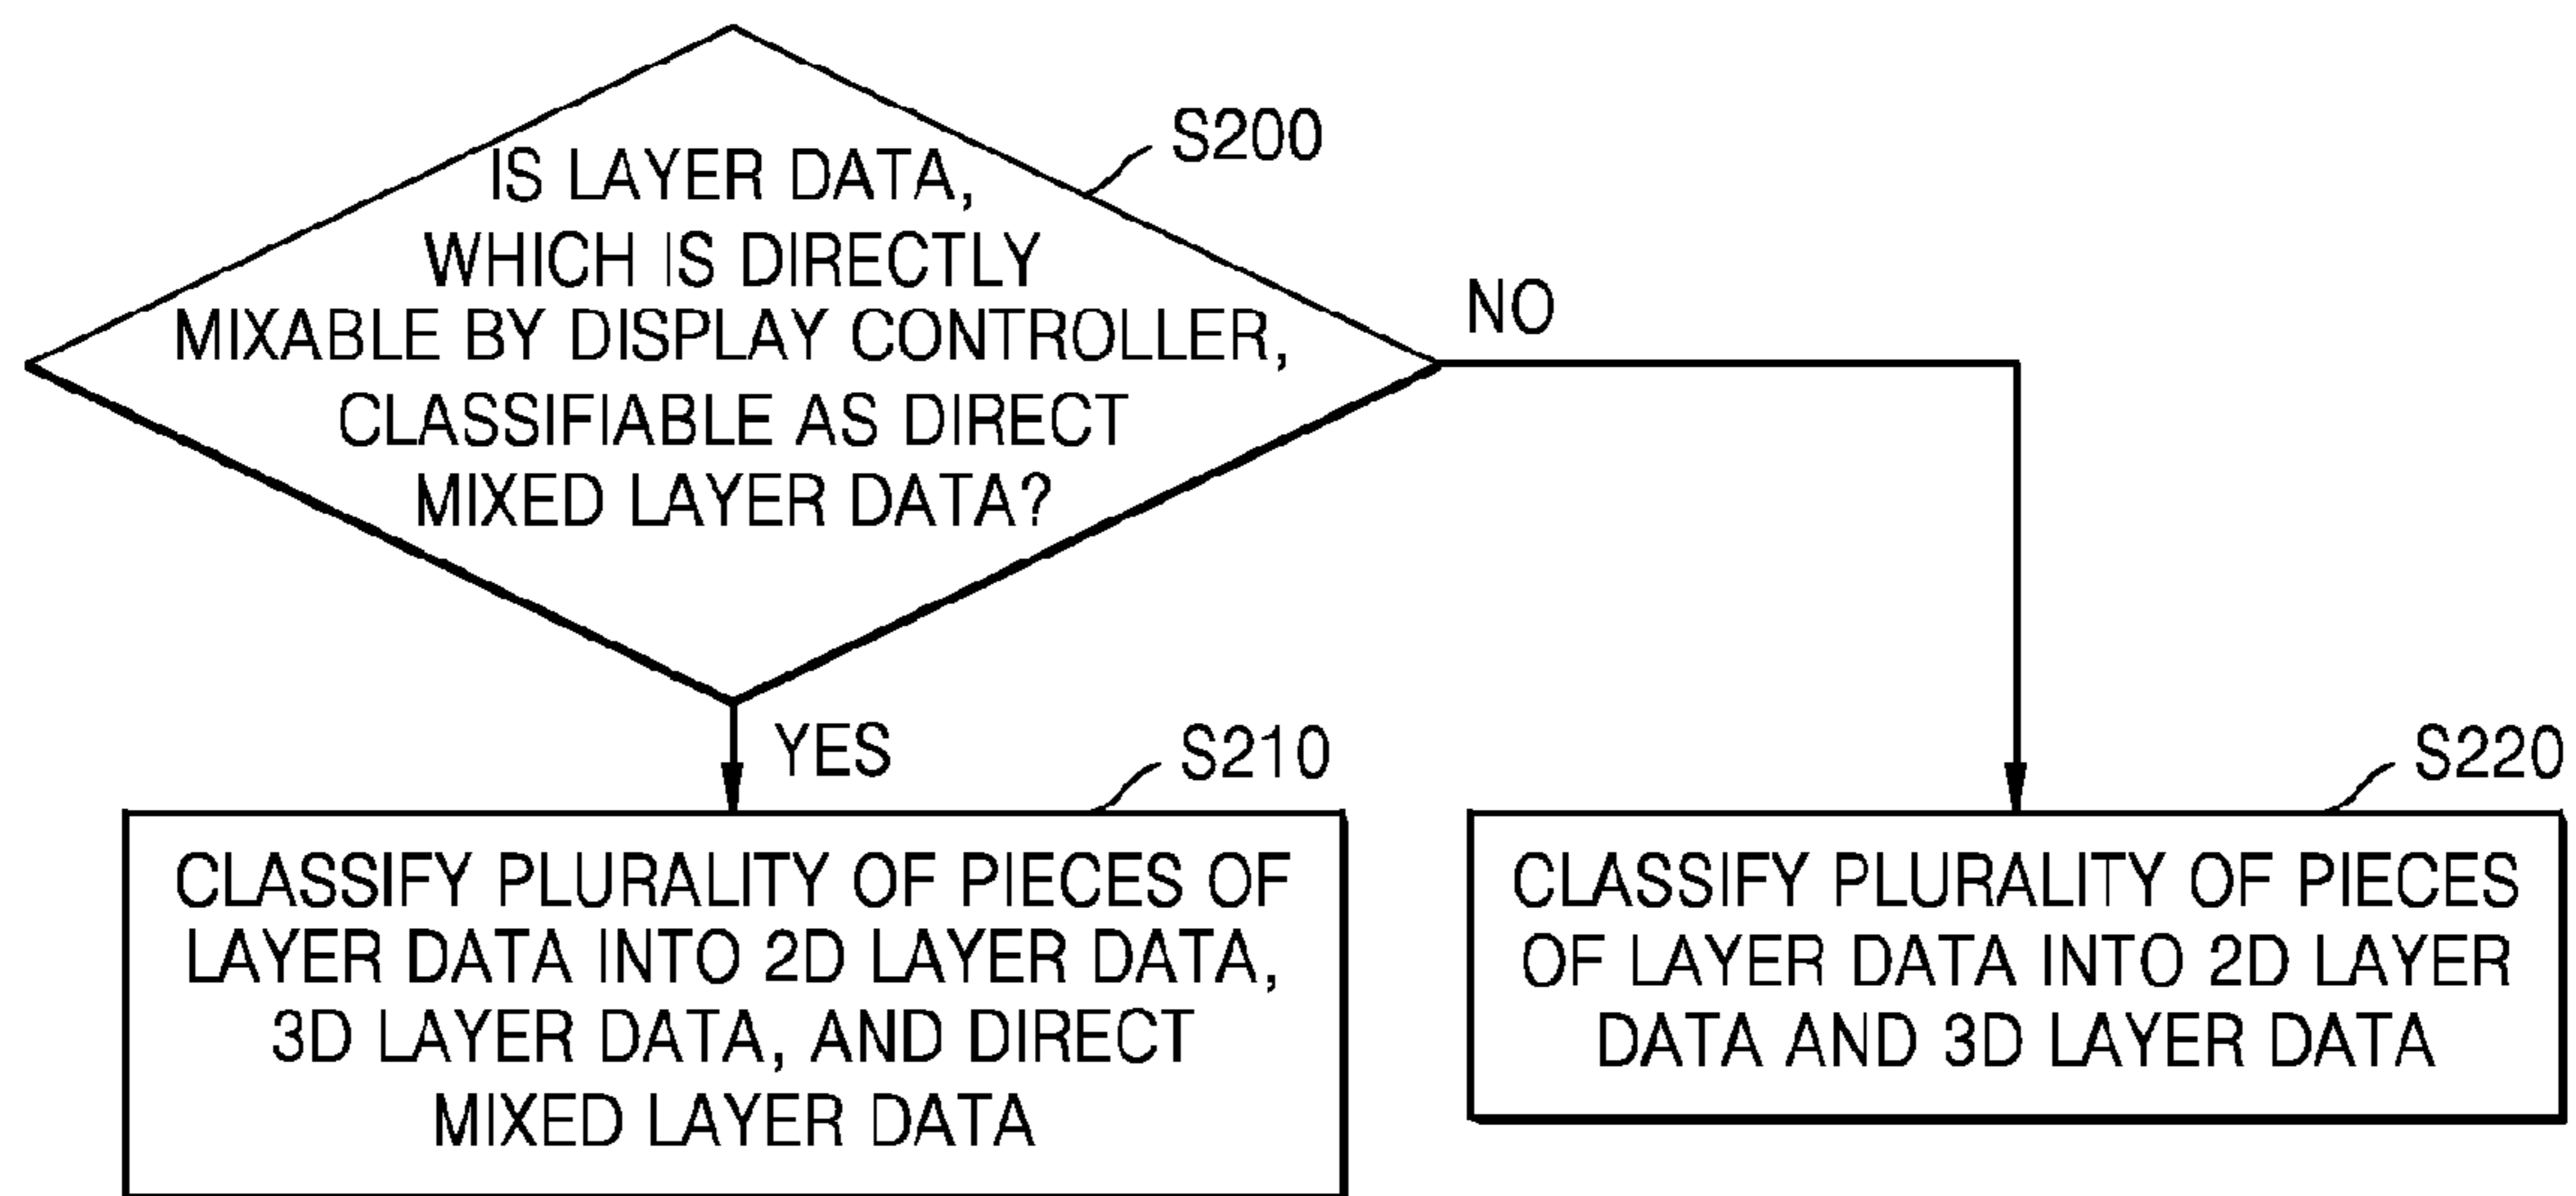 S200
IS LAYER DATA,
WHICH IS DIRECTLY
MIXABLE BY DISPLAY CONTROLLER,
CLASSIFIABLE AS DIRECT
MIXED LAYER DATA?
NO
YES
S210
CLASSIFY PLURALITY OF PIECES OF
LAYER DATA INTO 2D LAYER DATA,
3D LAYER DATA, AND DIRECT
MIXED LAYER DATA
S220
CLASSIFY PLURALITY OF PIECES
OF LAYER DATA INTO 2D LAYER
DATA AND 3D LAYER DATA